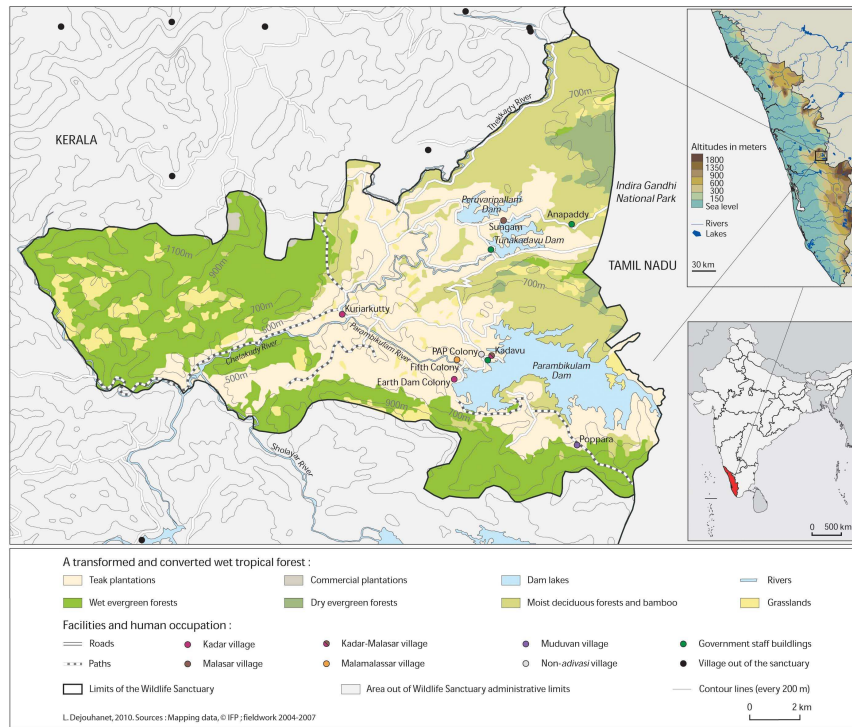 KERALA
Thekkady River
700m
Peruvaripallam
Dam
Sungam
Anapaddy
Tunakadavu Dam
Indira Gandhi
National Park
TAMIL NADU
1100m
900m
700m
500m
700m
Kuriarkutty
Chalakudy River
Parambikulam River
PAP Colony
Kadavu
Fifth Colony
Parambikulam
Dam
Earth Dam Colony
500m
900m
700m
Poppara
Sholayar River
Altitudes in meters
1800
1350
900
600
300
150
Sea level
Rivers
Lakes
30 km
0 500 km
A transformed and converted wet tropical forest :
Teak plantations
Commercial plantations
Dam lakes
Rivers
Wet evergreen forests
Dry evergreen forests
Moist deciduous forests and bamboo
Grasslands
Facilities and human occupation :
Roads
Kadar village
Kadar-Malasar village
Muduvan village
Government staff buildings
Paths
Malasar village
Malamalassar village
Non-adivasi village
Village out of the sanctuary
Limits of the Wildlife Sanctuary
Area out of Wildlife Sanctuary administrative limits
Contour lines (every 200 m)
L. Dejouhanet, 2010. Sources : Mapping data, © IFP ; fieldwork 2004-2007
0 2 km